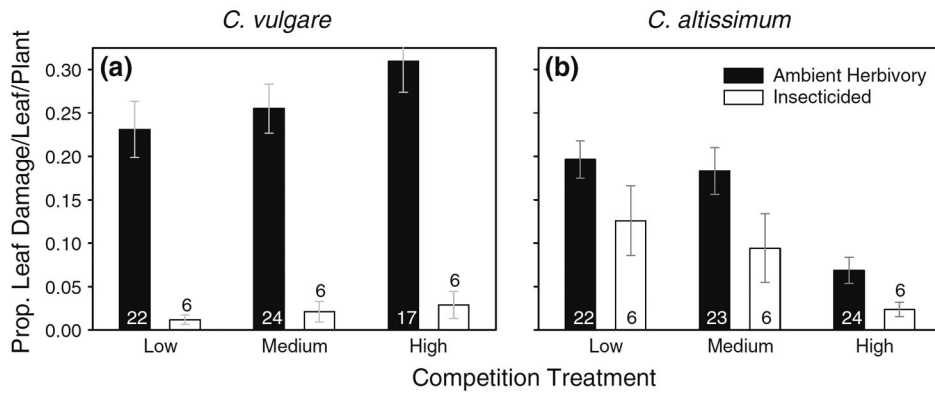 C. vulgare
C. altissimum
Prop. Leaf Damage/Leaf/Plant
0.30
0.25
0.20
0.15
0.10
0.05
0.00
(a)
22
6
24
6
17
6
Low Medium High
(b)
Ambient Herbivory
Insecticided
22
6
23
6
24
6
Low Medium High
Competition Treatment